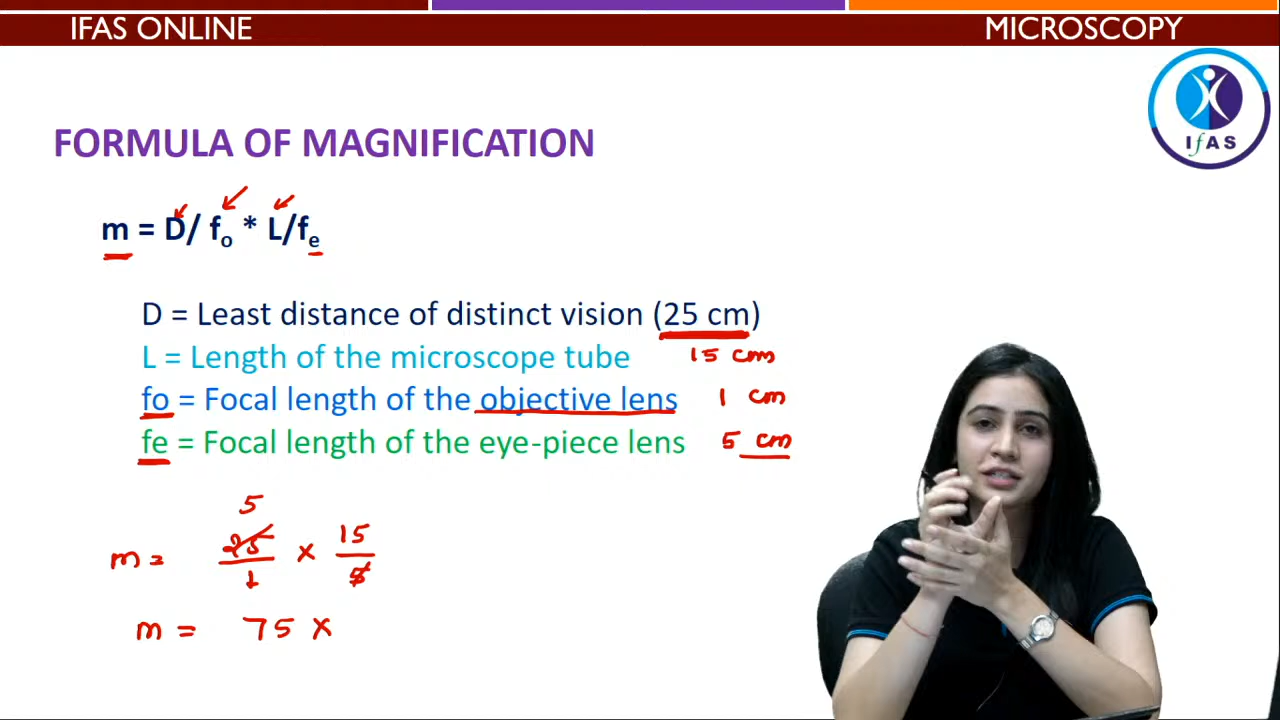 IFAS ONLINE
MICROSCOPY
IfAS
FORMULA OF MAGNIFICATION
m = D/ fo * L/fe
D = Least distance of distinct vision (25 cm)
L = Length of the microscope tube 15 cm
fo = Focal length of the objective lens 1 cm
fe = Focal length of the eye-piece lens 5 cm
5
m = 25/1 × 15/5
m = 75 ×